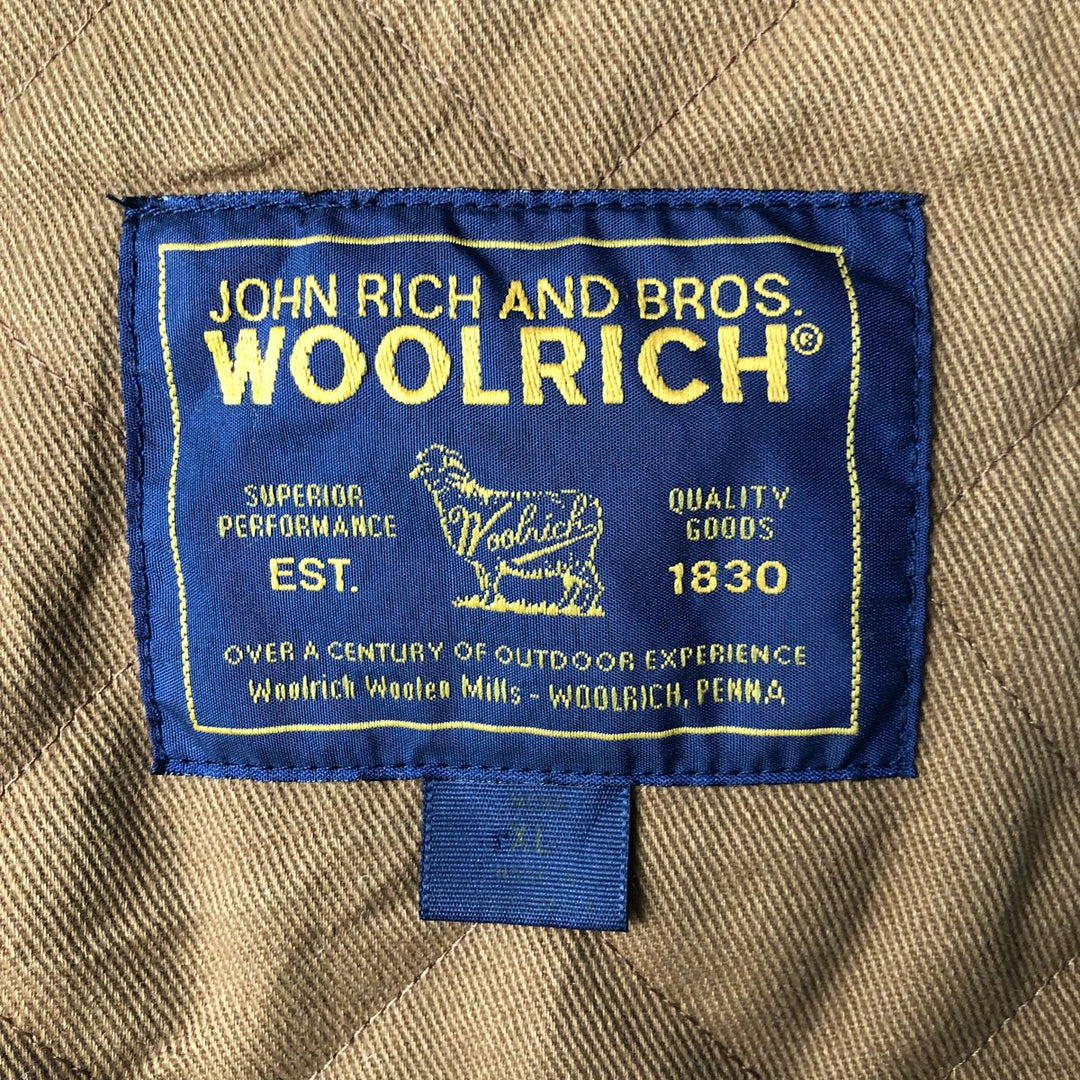 JOHN RICH AND BROS.
WOOLRICH®
SUPERIOR
PERFORMANCE
EST.
Woolrich
QUALITY
GOODS
1830
OVER A CENTURY OF OUTDOOR EXPERIENCE
Woolrich Woolen Mills - WOOLRICH, PENNA
XL